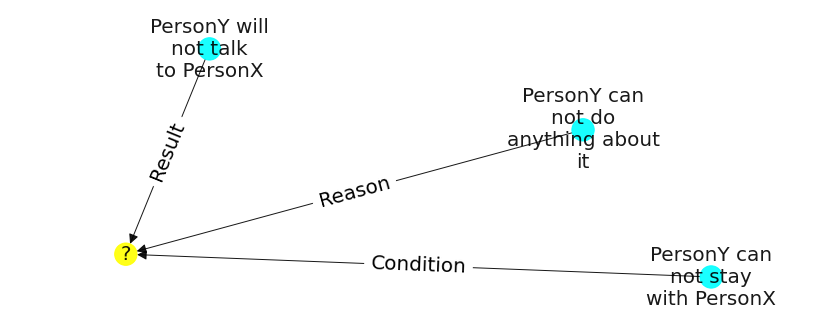 PersonY will
not talk
to PersonX
PersonY can
not do
anything about
it
Result
Reason
?
Condition
PersonY can
not stay
with PersonX